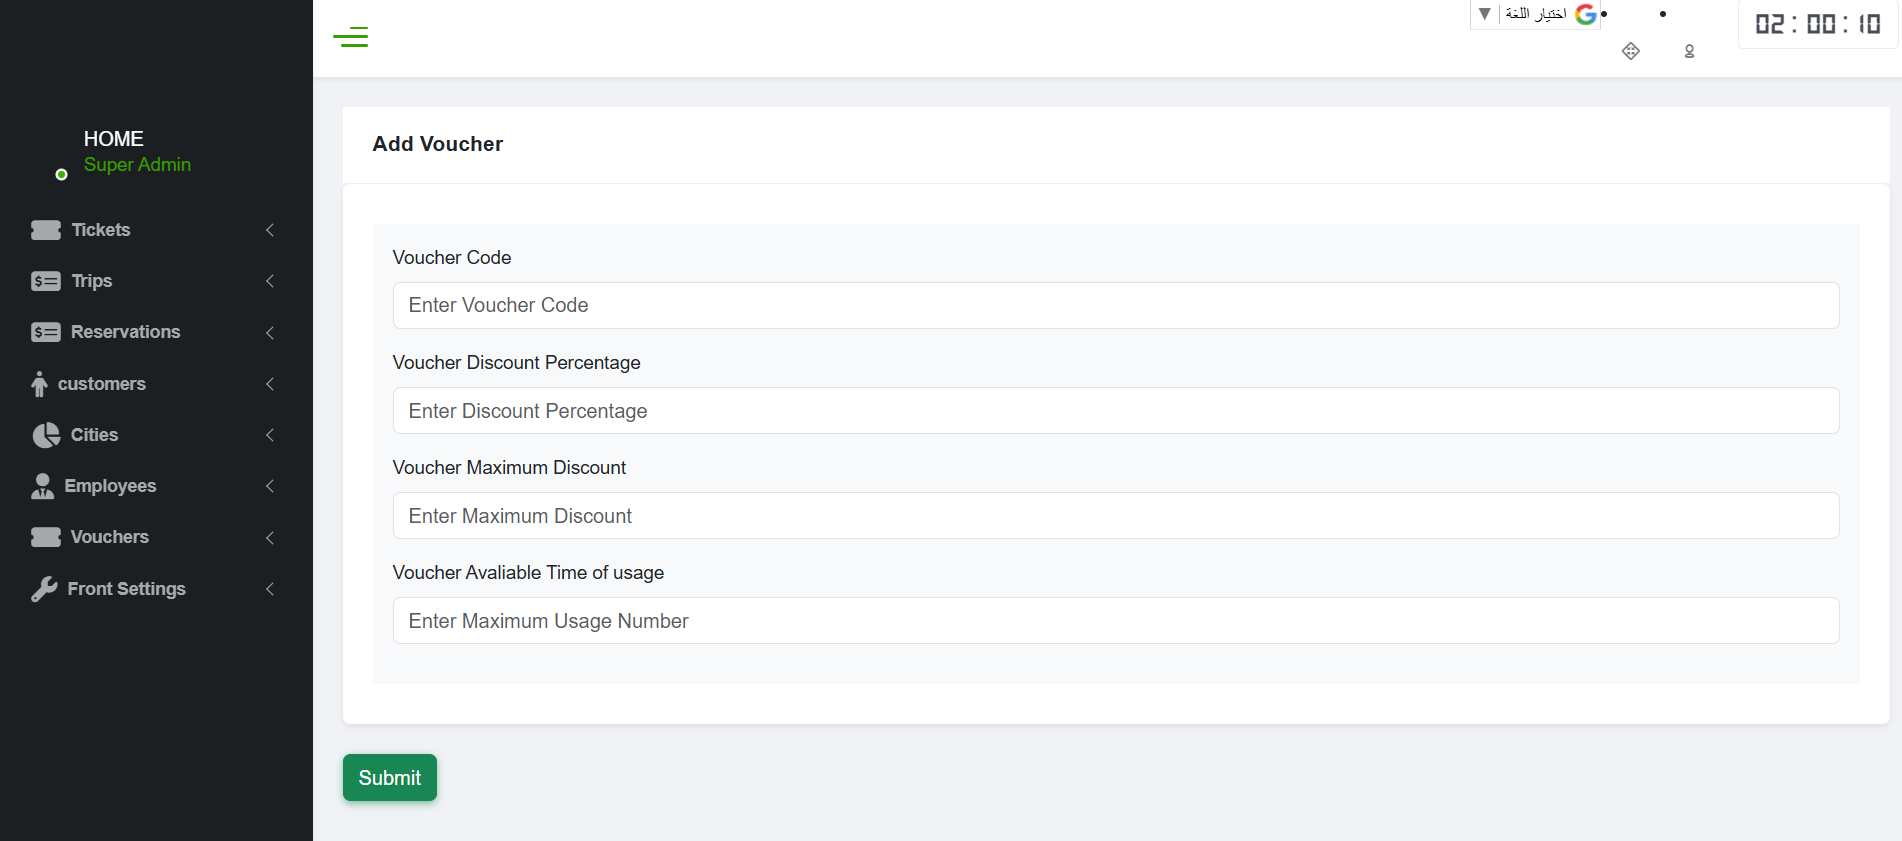 HOME
Super Admin
Tickets
Trips
Reservations
customers
Cities
Employees
Vouchers
Front Settings
اختيار اللغة
02:00:10
Add Voucher
Voucher Code
Enter Voucher Code
Voucher Discount Percentage
Enter Discount Percentage
Voucher Maximum Discount
Enter Maximum Discount
Voucher Avaliable Time of usage
Enter Maximum Usage Number
Submit